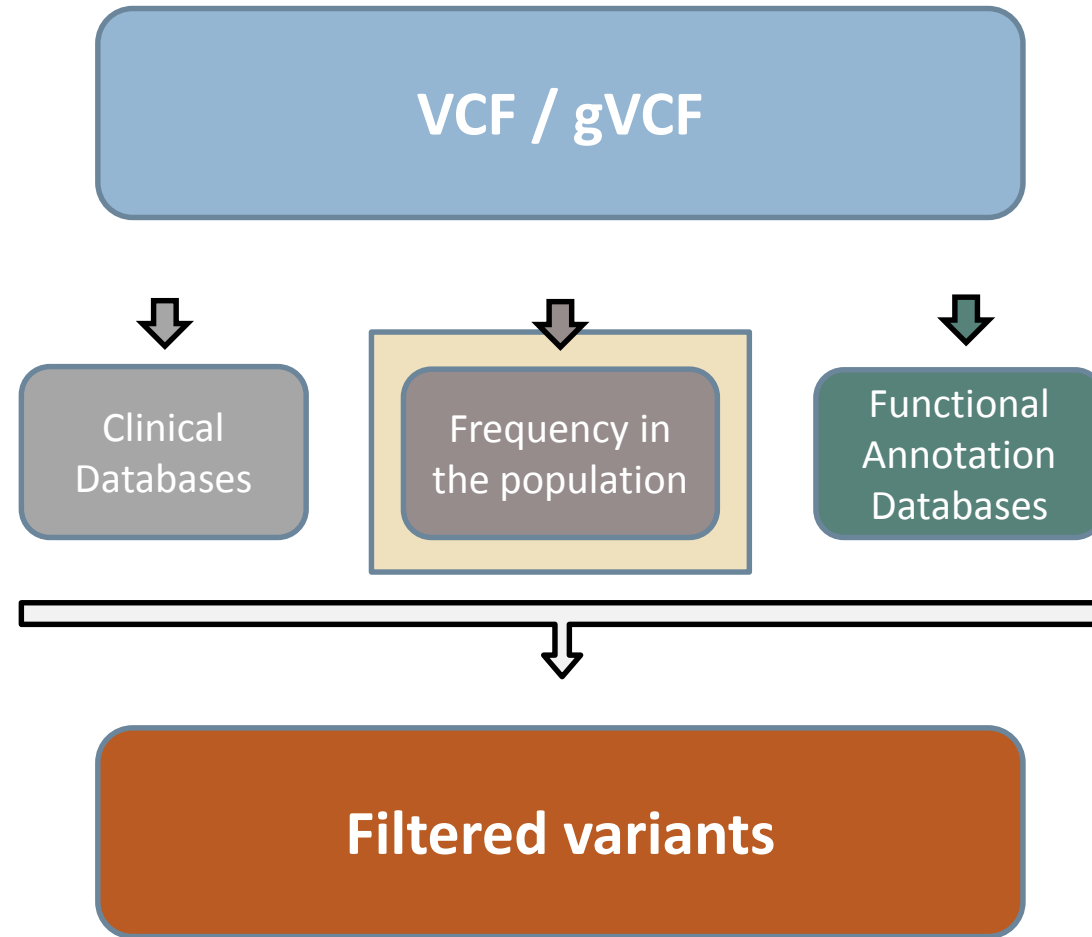 VCF / gVCF
Clinical
Databases
Frequency in
the population
Functional
Annotation
Databases
Filtered variants